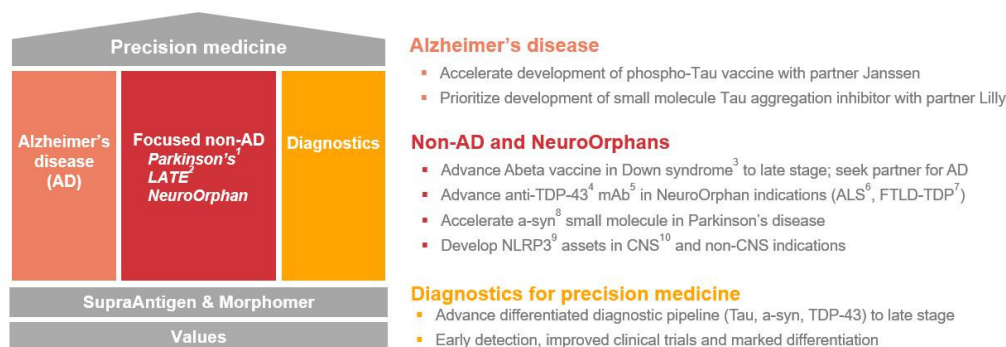 Precision medicine
Alzheimer's
disease
(AD)
Focused non-AD
Parkinson's1
LATE2
NeuroOrphan
Diagnostics
SupraAntigen & Morphomer
Values
Alzheimer's disease
Accelerate development of phospho-Tau vaccine with partner Janssen
Prioritize development of small molecule Tau aggregation inhibitor with partner Lilly
Non-AD and NeuroOrphans
Advance Abeta vaccine in Down syndrome3 to late stage; seek partner for AD
Advance anti-TDP-434 mAb5 in NeuroOrphan indications (ALS6, FTLD-TDP7)
Accelerate a-syn8 small molecule in Parkinson's disease
Develop NLRP39 assets in CNS10 and non-CNS indications
Diagnostics for precision medicine
Advance differentiated diagnostic pipeline (Tau, a-syn, TDP-43) to late stage
Early detection, improved clinical trials and marked differentiation